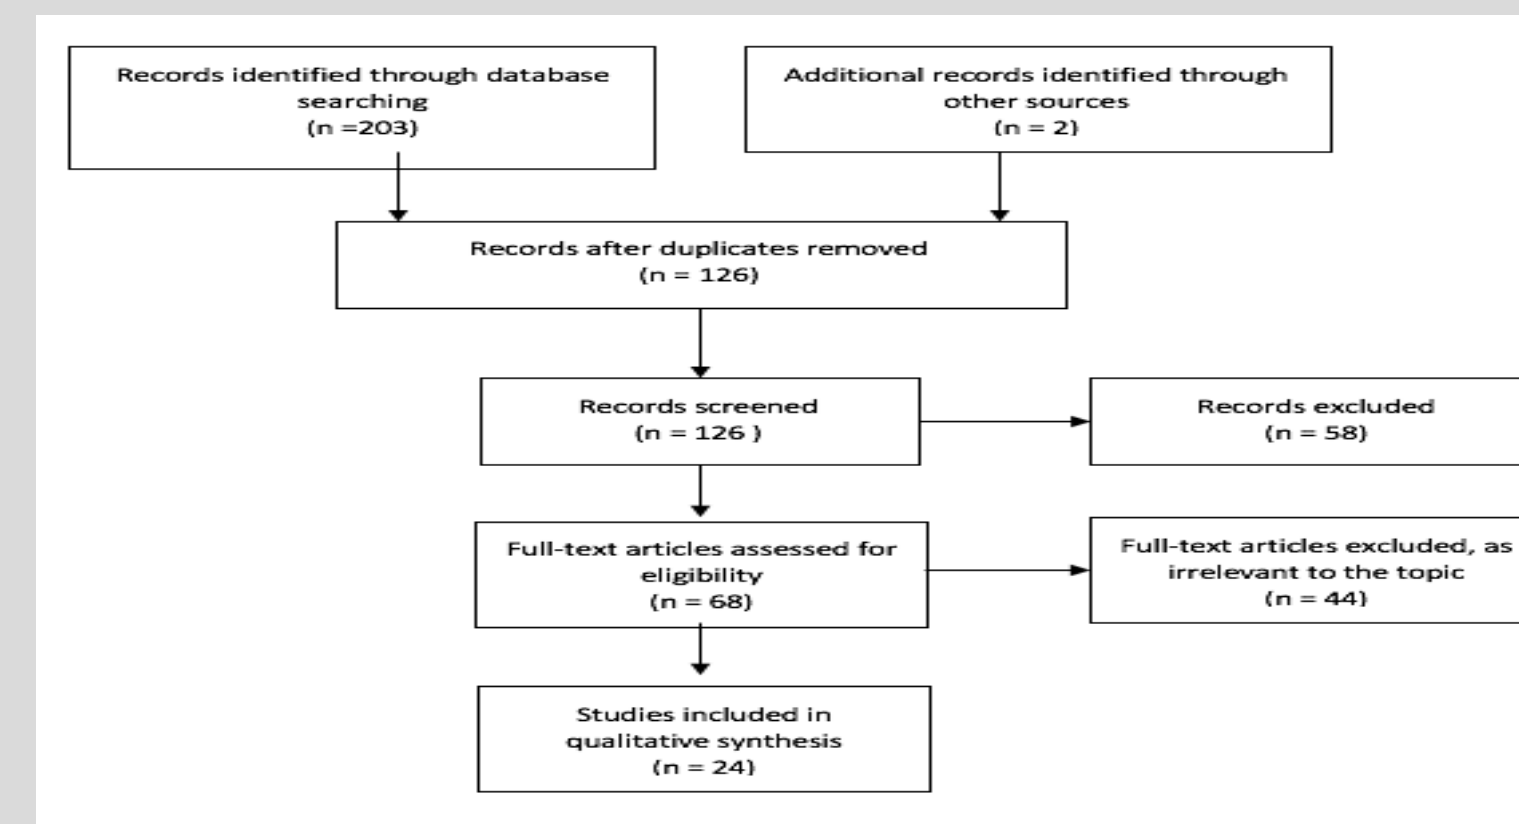 Records identified through database
searching
(n =203)
Additional records identified through
other sources
(n = 2)
Records after duplicates removed
(n = 126)
Records screened
(n = 126 )
Records excluded
(n = 58)
Full-text articles assessed for
eligibility
(n = 68)
Full-text articles excluded, as
irrelevant to the topic
(n = 44)
Studies included in
qualitative synthesis
(n = 24)